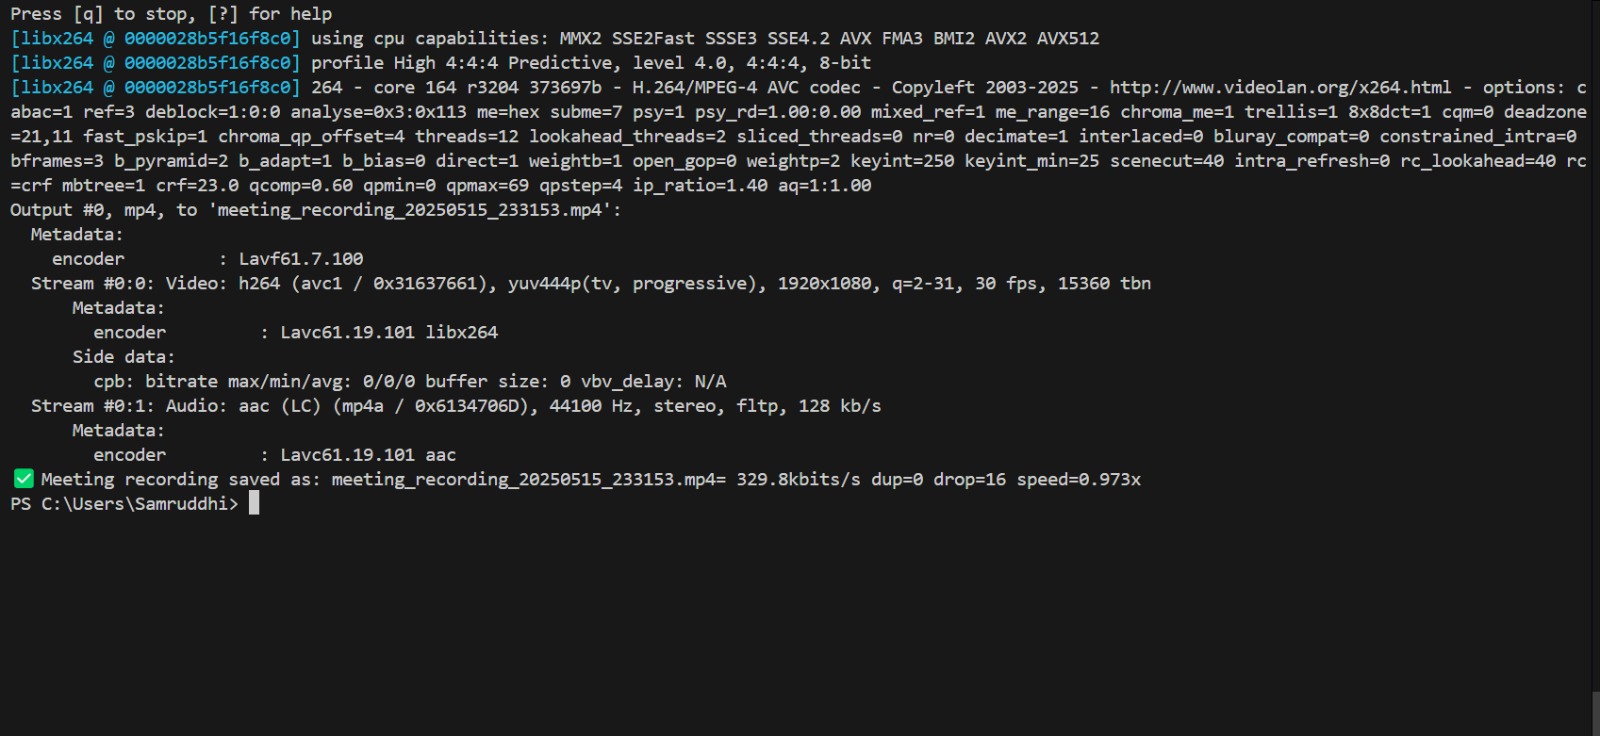 Press [q] to stop, [?] for help
[libx264 @ 0000028b5f16f8c0] using cpu capabilities: MMX2 SSE2Fast SSSE3 SSE4.2 AVX FMA3 BMI2 AVX2 AVX512
[libx264 @ 0000028b5f16f8c0] profile High 4:4:4 Predictive, level 4.0, 4:4:4, 8-bit
[libx264 @ 0000028b5f16f8c0] 264 - core 164 r3204 373697b - H.264/MPEG-4 AVC codec - Copyleft 2003-2025 - http://www.videolan.org/x264.html - options: c
abac=1 ref=3 deblock=1:0:0 analyse=0x3:0x113 me=hex subme=7 psy=1 psy_rd=1.00:0.00 mixed_ref=1 me_range=16 chroma_me=1 trellis=1 8x8dct=1 cqm=0 deadzone
=21,11 fast_pskip=1 chroma_qp_offset=4 threads=12 lookahead_threads=2 sliced_threads=0 nr=0 decimate=1 interlaced=0 bluray_compat=0 constrained_intra=0
bframes=3 b_pyramid=2 b_adapt=1 b_bias=0 direct=1 weightb=1 open_gop=0 weightp=2 keyint=250 keyint_min=25 scenecut=40 intra_refresh=0 rc_lookahead=40 rc
=crf mbtree=1 crf=23.0 qcomp=0.60 qpmin=0 qpmax=69 qpstep=4 ip_ratio=1.40 aq=1:1.00
Output #0, mp4, to 'meeting_recording_20250515_233153.mp4':
  Metadata:
    encoder         : Lavf61.7.100
  Stream #0:0: Video: h264 (avc1 / 0x31637661), yuv444p(tv, progressive), 1920x1080, q=2-31, 30 fps, 15360 tbn
      Metadata:
        encoder         : Lavc61.19.101 libx264
      Side data:
        cpb: bitrate max/min/avg: 0/0/0 buffer size: 0 vbv_delay: N/A
  Stream #0:1: Audio: aac (LC) (mp4a / 0x6134706D), 44100 Hz, stereo, fltp, 128 kb/s
      Metadata:
        encoder         : Lavc61.19.101 aac
✅ Meeting recording saved as: meeting_recording_20250515_233153.mp4= 329.8kbits/s dup=0 drop=16 speed=0.973x
PS C:\Users\Samruddhi>